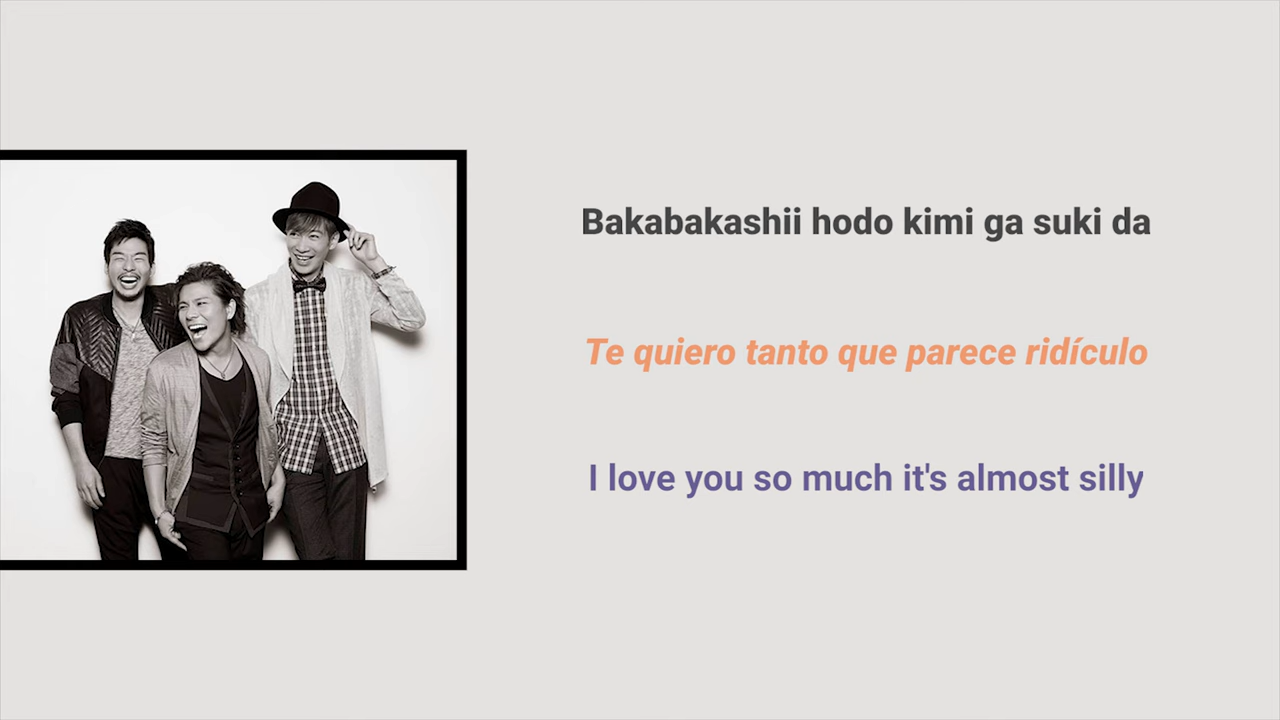 Bakabakashii hodo kimi ga suki da
Te quiero tanto que parece ridículo
I love you so much it's almost silly